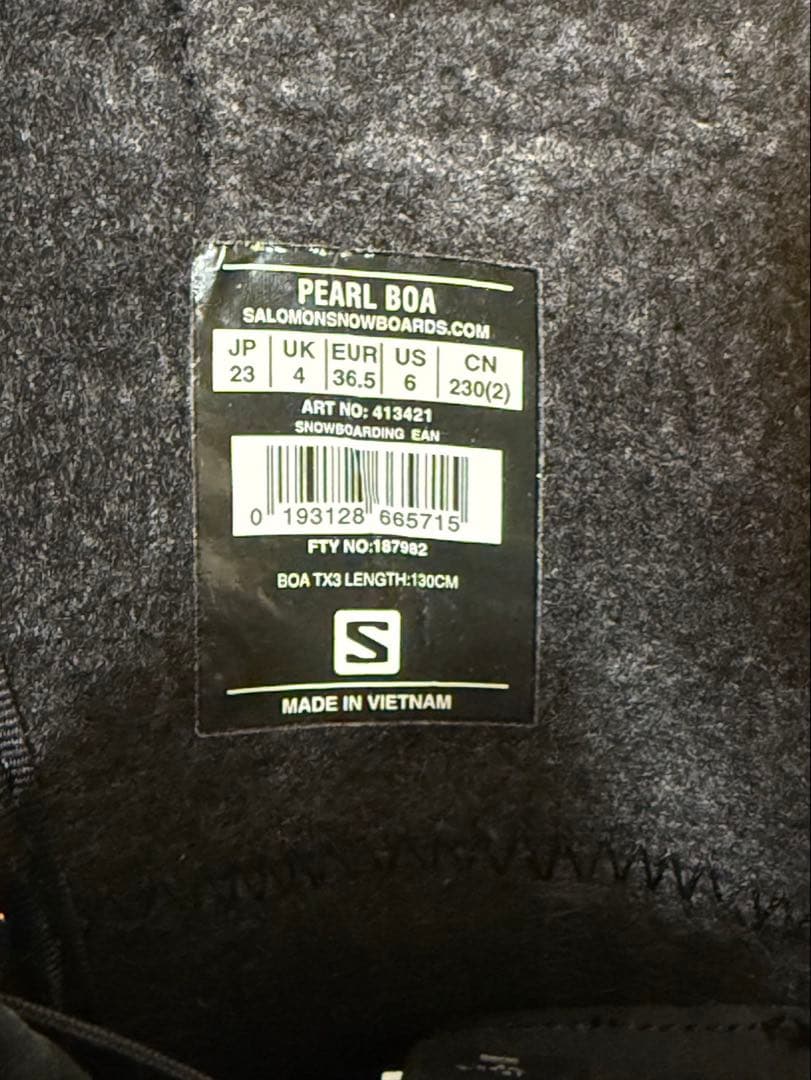 PEARL BOA
SALOMONSNOWBOARDS.COM
JP UK EUR US CN
23 4 36.5 6 230(2)
ART NO: 413421
SNOWBOARDING EAN
0 193128 665715
FTY NO:187982
BOA TX3 LENGTH:130CM
S
MADE IN VIETNAM